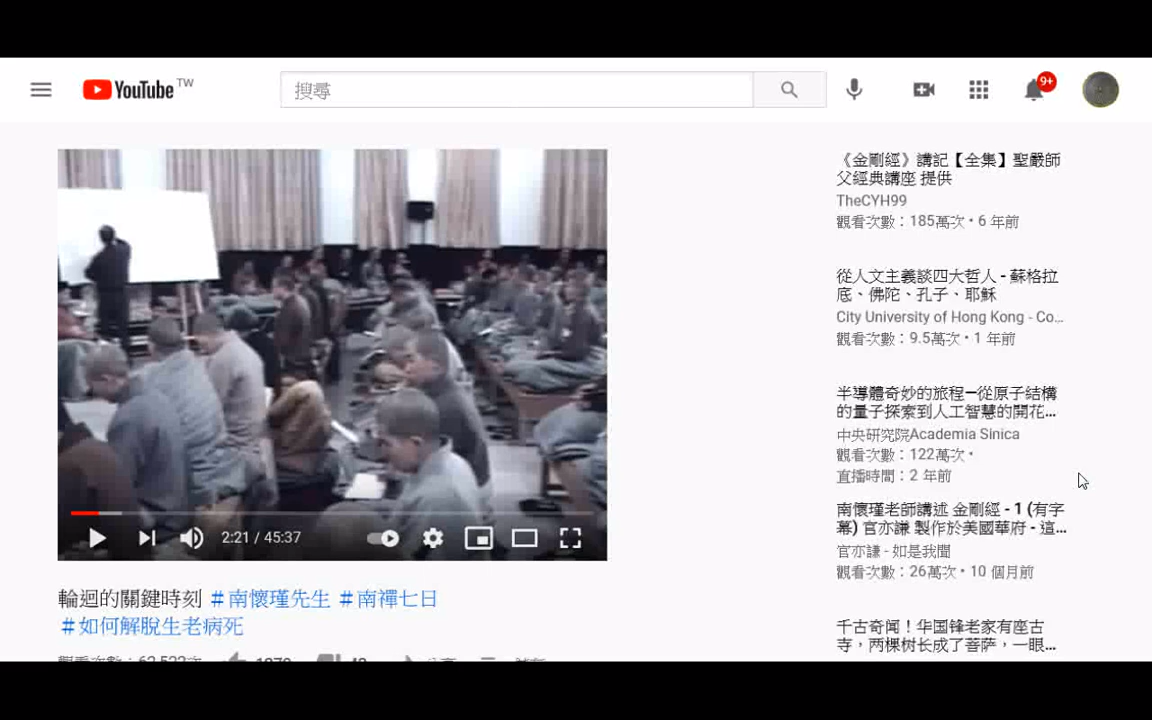 YouTube TW
搜尋
9+
《金剛經》講記【全集】聖嚴師
父經典講座 提供
TheCYH99
觀看次數：185萬次・6 年前
從人文主義談四大哲人 - 蘇格拉
底、佛陀、孔子、耶穌
City University of Hong Kong - Co...
觀看次數：9.5萬次・1 年前
半導體奇妙的旅程—從原子結構
的量子探索到人工智慧的開花...
中央研究院Academia Sinica
觀看次數：122萬次・
直播時間：2 年前
南懷瑾老師講述 金剛經 - 1 (有字
幕) 官亦謙 製作於美國華府 - 這...
官亦謙 - 如是我聞
觀看次數：26萬次・10 個月前
千古奇闻！华国锋老家有座古
寺，两棵树长成了菩萨，一眼...
2:21 / 45:37
輪迴的關鍵時刻 #南懷瑾先生 #南禪七日
#如何解脫生老病死